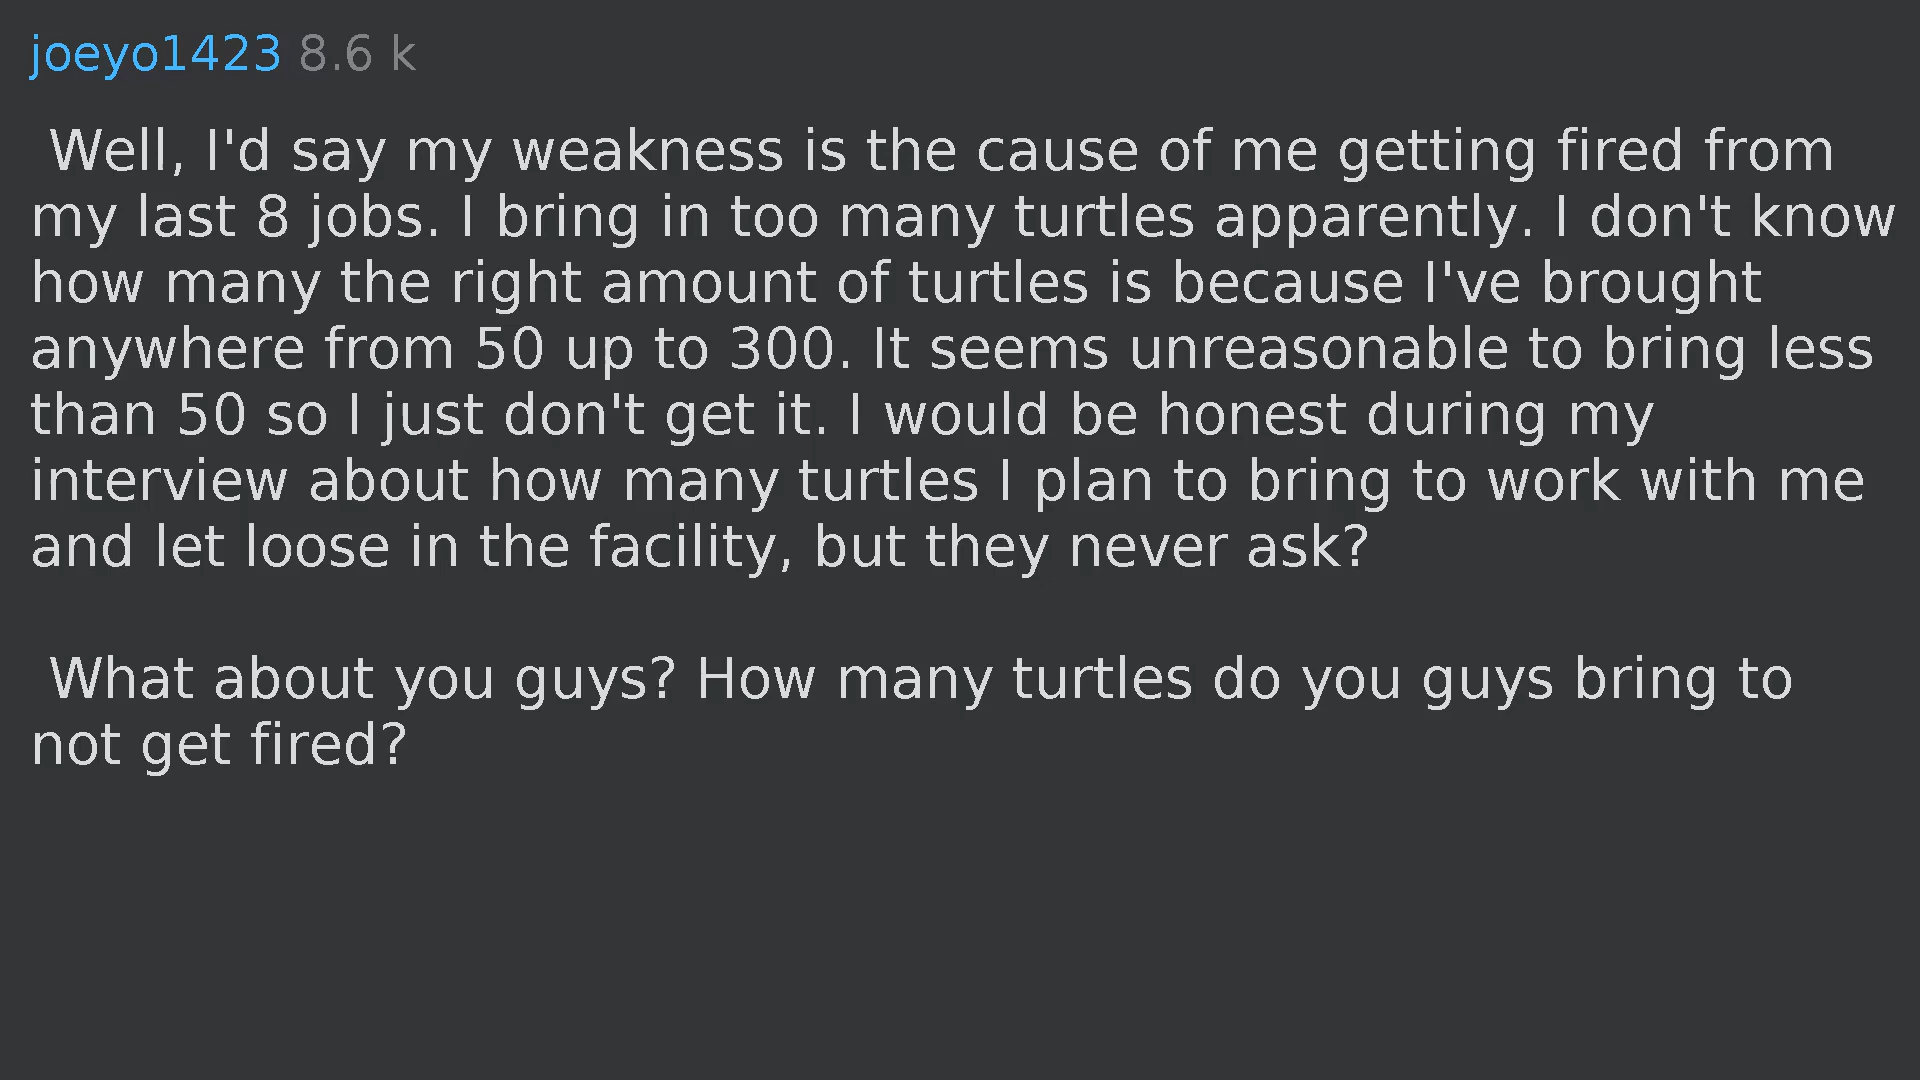 joeyo1423 8.6 k
Well, I'd say my weakness is the cause of me getting fired from
my last 8 jobs. I bring in too many turtles apparently. I don't know
how many the right amount of turtles is because I've brought
anywhere from 50 up to 300. It seems unreasonable to bring less
than 50 so I just don't get it. I would be honest during my
interview about how many turtles I plan to bring to work with me
and let loose in the facility, but they never ask?
What about you guys? How many turtles do you guys bring to
not get fired?